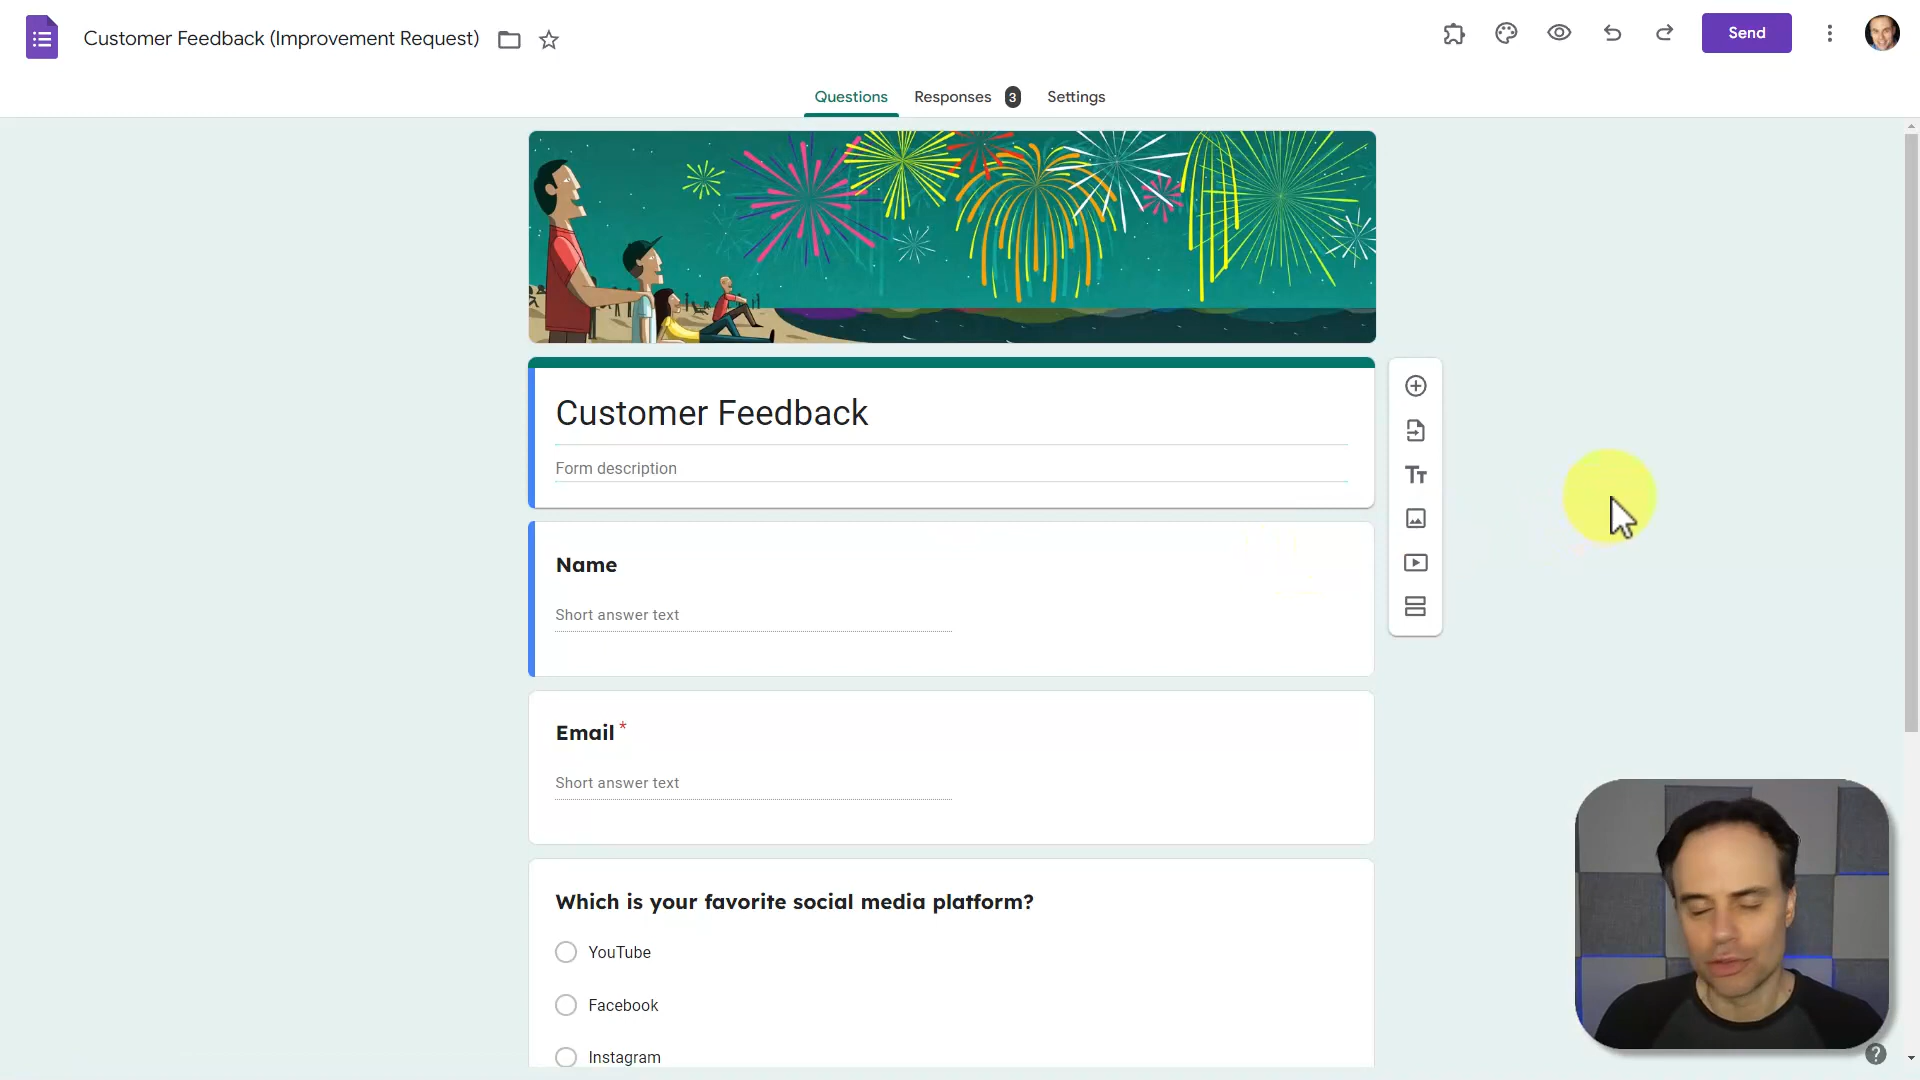 Customer Feedback (Improvement Request)
Send
Questions
Responses 3
Settings
Customer Feedback
Form description
Name
Short answer text
Email *
Short answer text
Which is your favorite social media platform?
YouTube
Facebook
Instagram